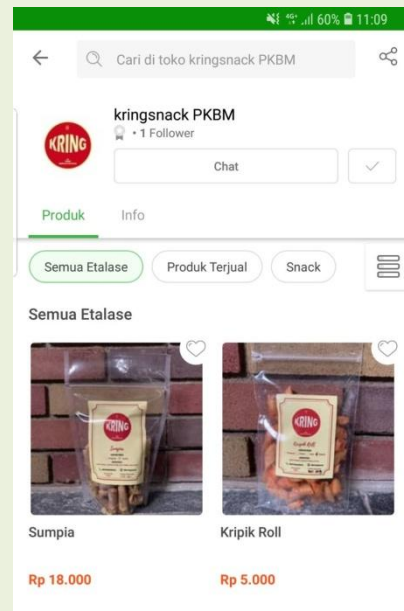 60% 11:09
Cari di toko kringsnack PKBM
KRING
kringsnack PKBM
• 1 Follower
Chat
Produk Info
Semua Etalase Produk Terjual Snack
Semua Etalase
KRING
Sumpia
KRING
Kripik Roll
Sumpia Kripik Roll
Rp 18.000 Rp 5.000